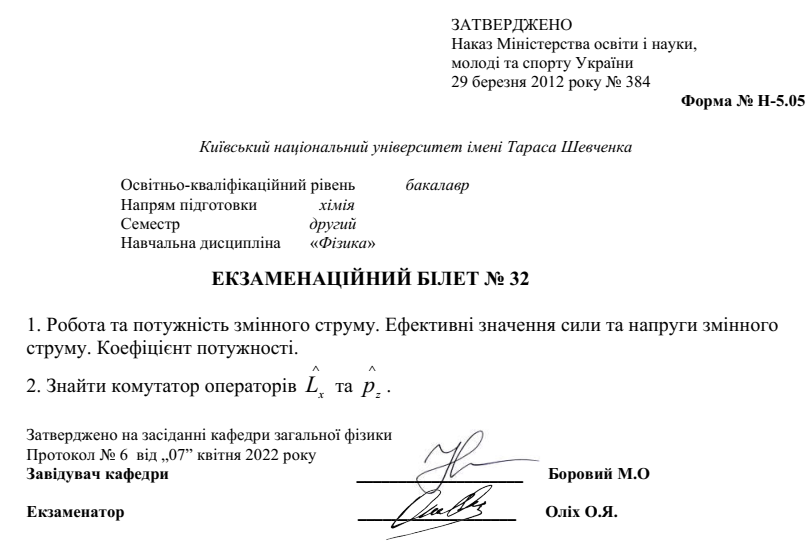 ЗАТВЕРДЖЕНО
Наказ Міністерства освіти і науки,
молоді та спорту України
29 березня 2012 року № 384
Форма № Н-5.05
Київський національний університет імені Тараса Шевченка
Освітньо-кваліфікаційний рівень бакалавр
Напрям підготовки хімія
Семестр другий
Навчальна дисципліна «Фізика»
ЕКЗАМЕНАЦІЙНИЙ БІЛЕТ № 32
1. Робота та потужність змінного струму. Ефективні значення сили та напруги змінного
струму. Коефіцієнт потужності.
2. Знайти комутатор операторів L̂ₓ та p̂_z .
Затверджено на засіданні кафедри загальної фізики
Протокол № 6 від „07” квітня 2022 року
Завідувач кафедри Боровий М.О
Екзаменатор Оліх О.Я.